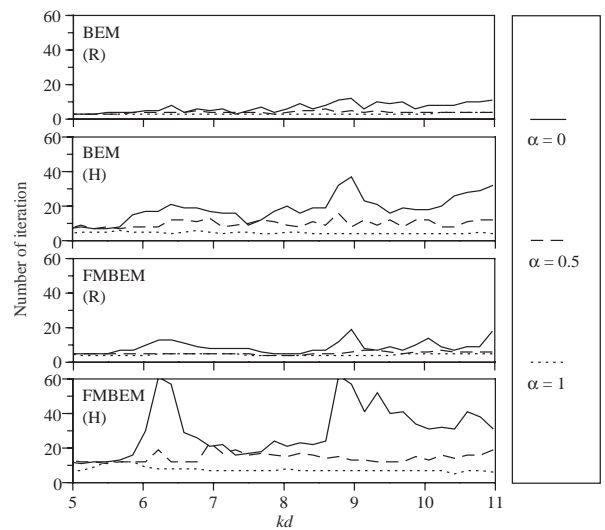 Number of iteration
60
40
20
0
BEM
(R)
60
40
20
0
BEM
(H)
60
40
20
0
FMBEM
(R)
60
40
20
0
FMBEM
(H)
5
6
7
8
9
10
11
kd
α = 0
α = 0.5
α = 1